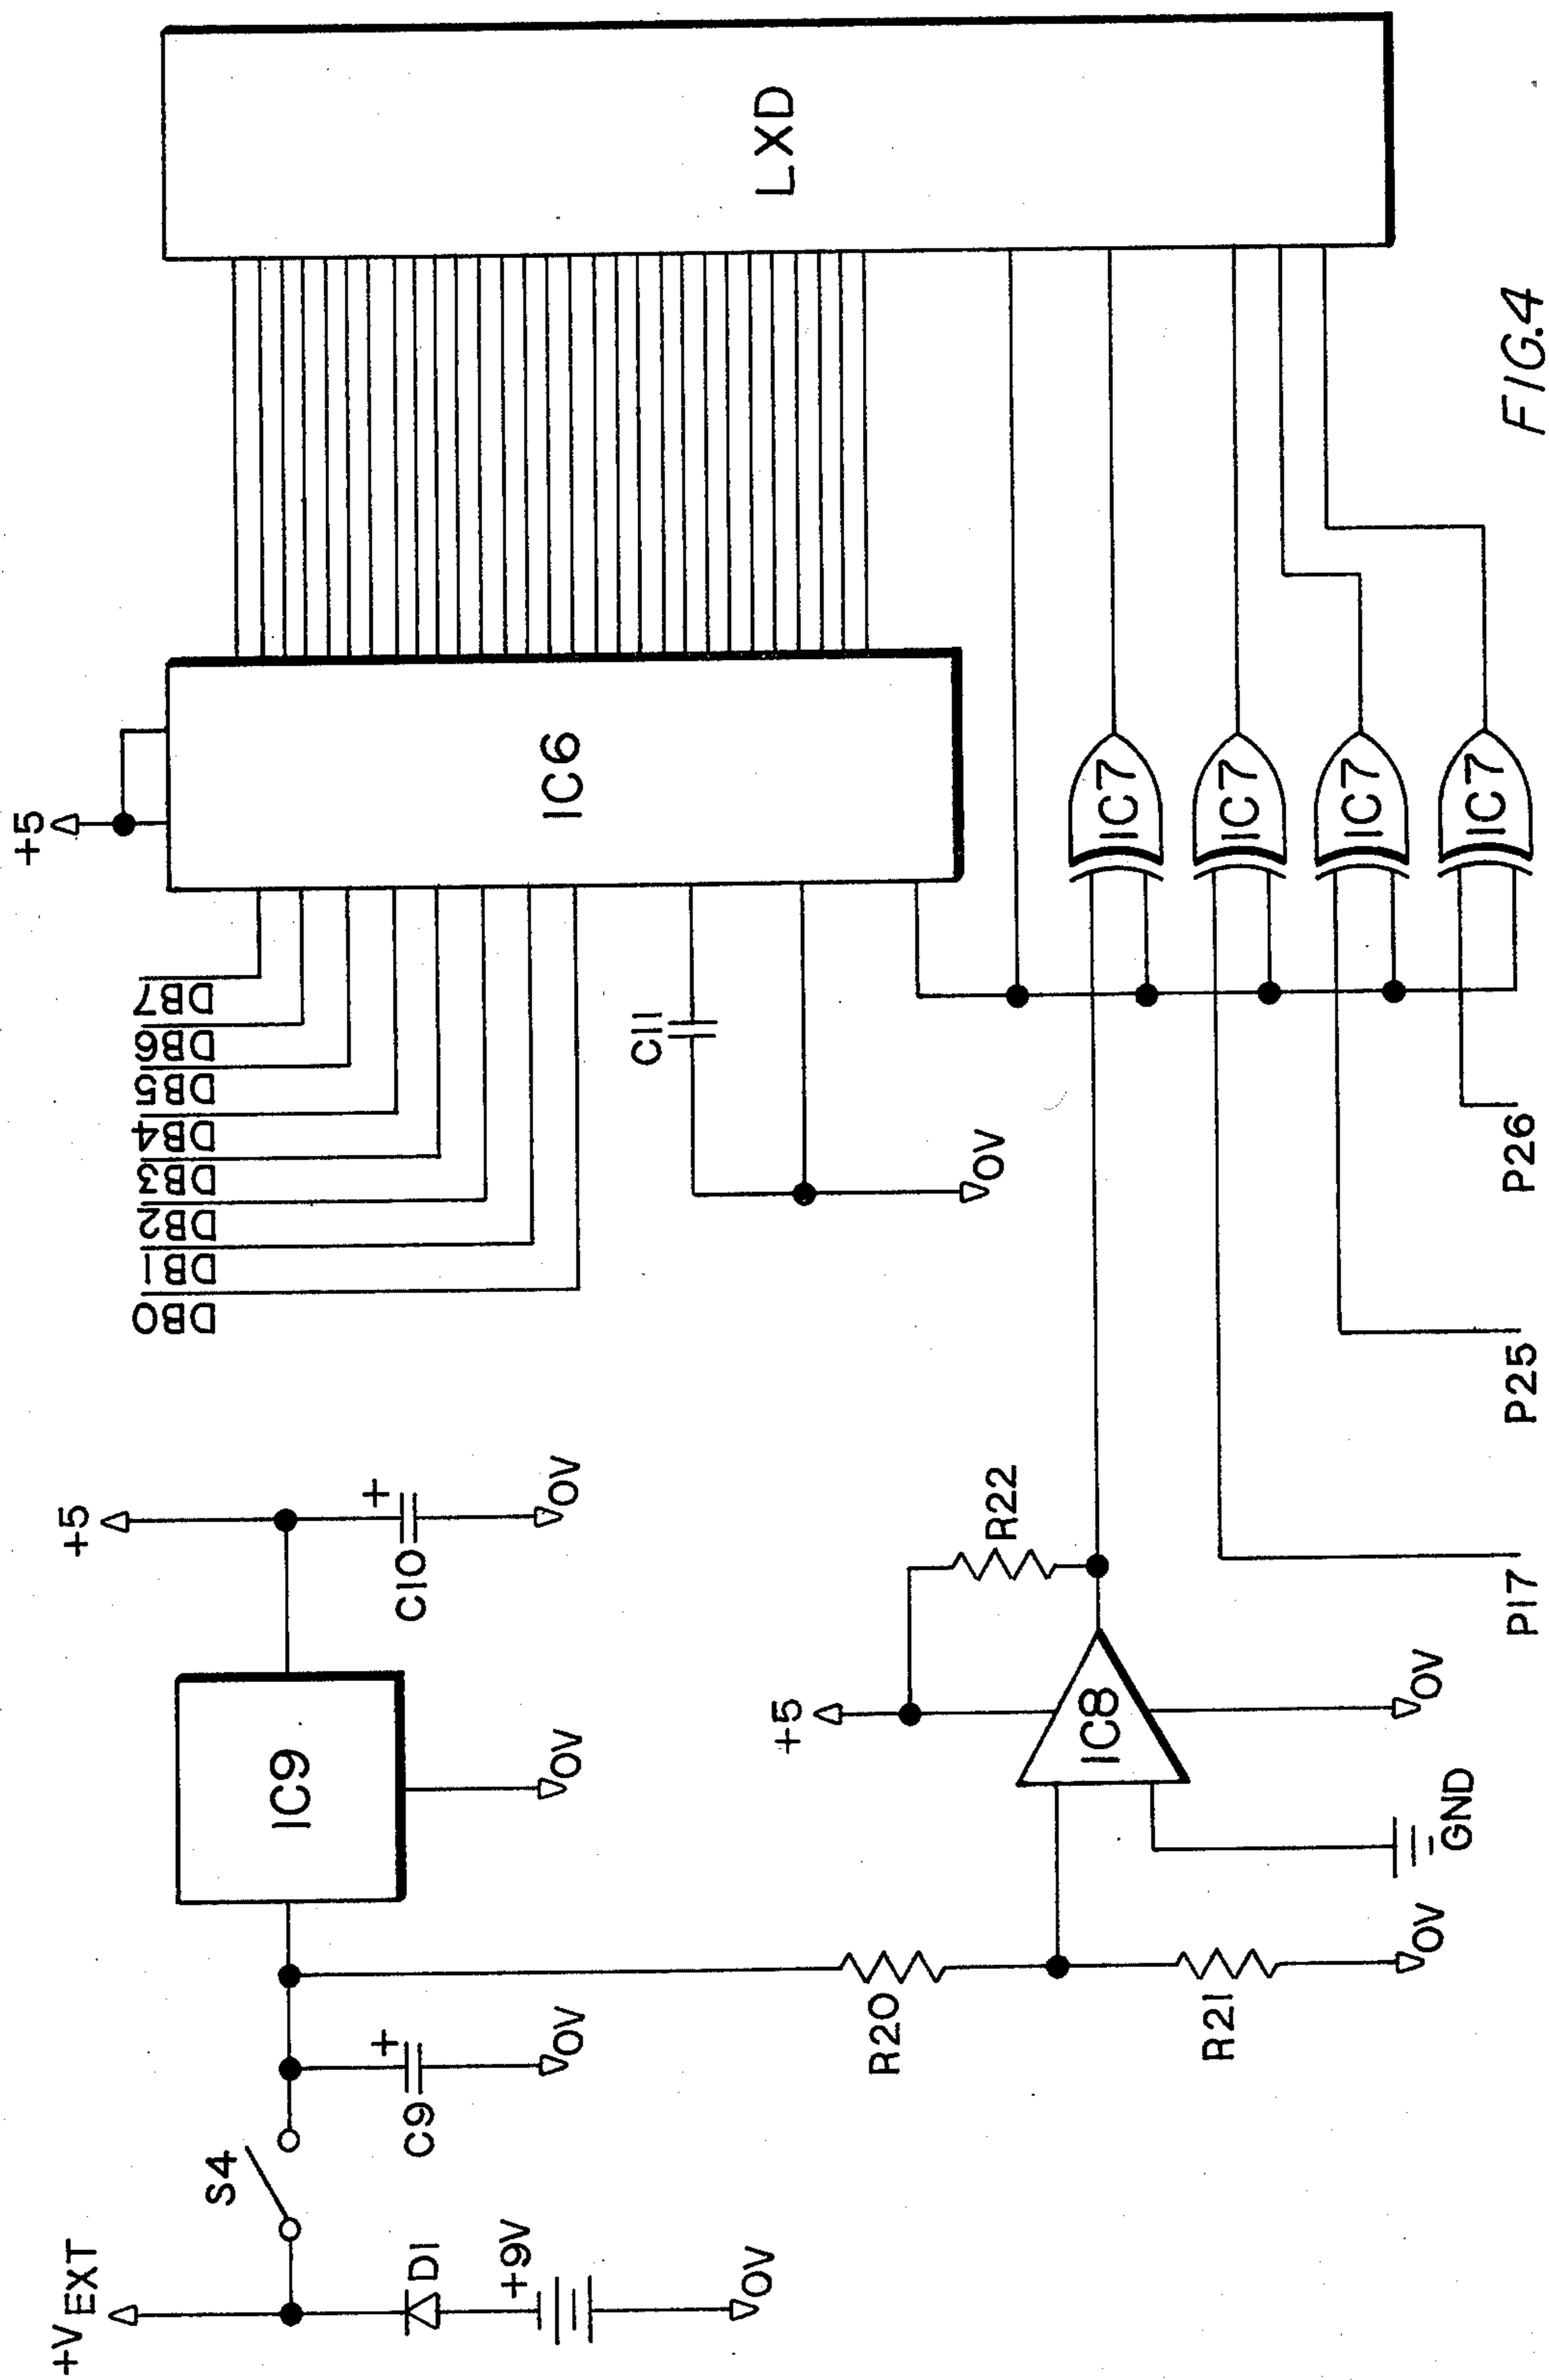 +V EXT
S4
D1
+9V
0V
C9
+
0V
IC9
0V
+5
C10
+
0V
R20
R21
0V
GND
IC8
+5
0V
R22
P17
P25
P26
DB0
DB1
DB2
DB3
DB4
DB5
DB6
DB7
C11
0V
+5
IC6
IC7
IC7
IC7
IC7
LXD
FIG.4